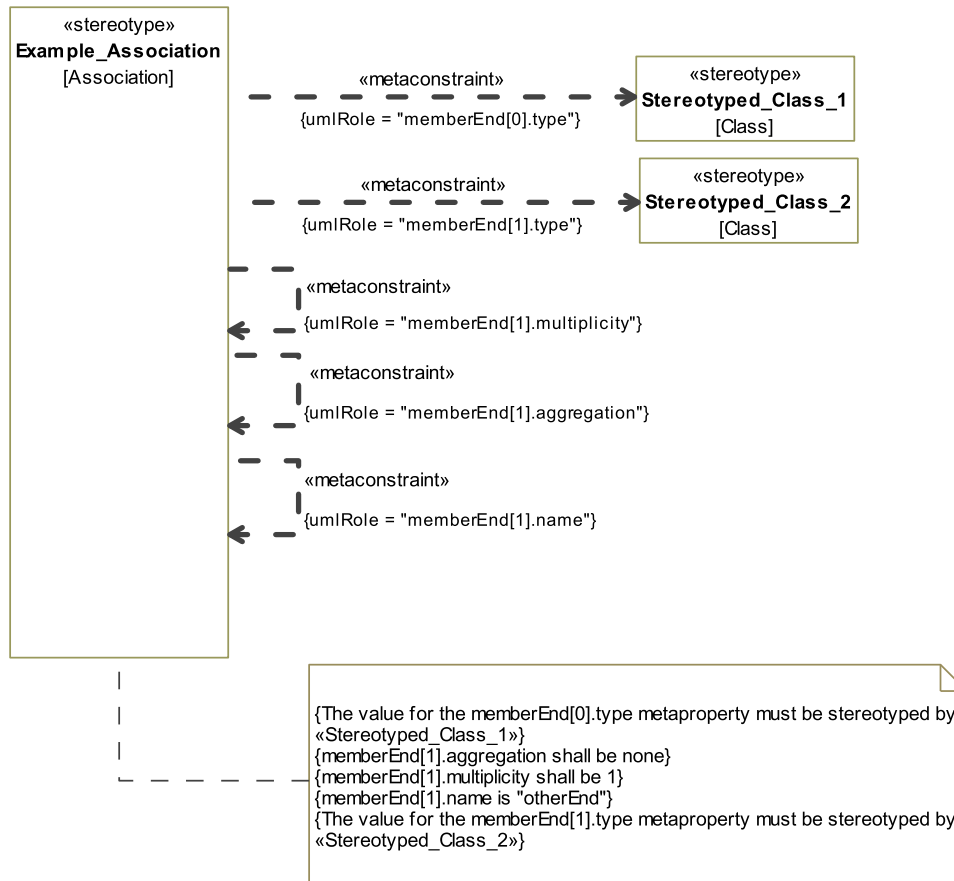 «stereotype»
Example_Association
[Association]
«metaconstraint»
{umlRole = "memberEnd[0].type"}
«stereotype»
Stereotyped_Class_1
[Class]
«metaconstraint»
{umlRole = "memberEnd[1].type"}
«stereotype»
Stereotyped_Class_2
[Class]
«metaconstraint»
{umlRole = "memberEnd[1].multiplicity"}
«metaconstraint»
{umlRole = "memberEnd[1].aggregation"}
«metaconstraint»
{umlRole = "memberEnd[1].name"}
{The value for the memberEnd[0].type metaproperty must be stereotyped by
«Stereotyped_Class_1»}
{memberEnd[1].aggregation shall be none}
{memberEnd[1].multiplicity shall be 1}
{memberEnd[1].name is "otherEnd"}
{The value for the memberEnd[1].type metaproperty must be stereotyped by
«Stereotyped_Class_2»}